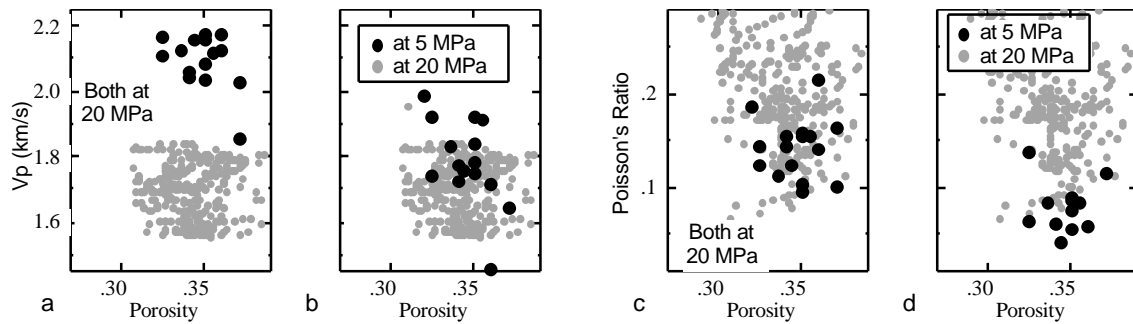 2.2
2.0
1.8
1.6
Vp (km/s)
Both at
20 MPa
.30
.35
a
Porosity
at 5 MPa
at 20 MPa
.30
.35
b
Porosity
.2
.1
Poisson's Ratio
Both at
20 MPa
.30
.35
c
Porosity
at 5 MPa
at 20 MPa
.30
.35
d
Porosity